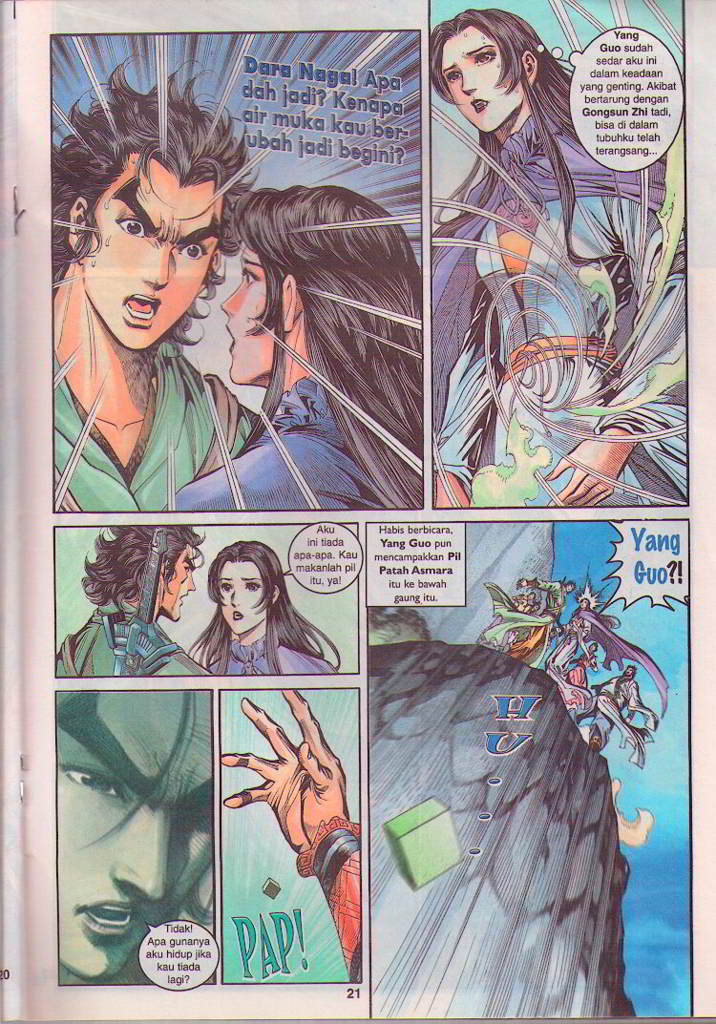 Dara Naga! Apa
dah jadi? Kenapa
air muka kau ber-
ubah jadi begini?
Yang
Guo sudah
sedar aku ini
dalam keadaan
yang genting. Akibat
bertarung dengan
Gongsun Zhi tadi,
bisa di dalam
tubuhku telah
terangsang...
Aku
ini tiada
apa-apa. Kau
makanlah pil
itu, ya!
Habis berbicara,
Yang Guo pun
mencampakkan Pil
Patah Asmara
itu ke bawah
gaung itu.
Yang
Guo?!
HU...
Tidak!
Apa gunanya
aku hidup jika
kau tiada
lagi?
PAP!
20
21